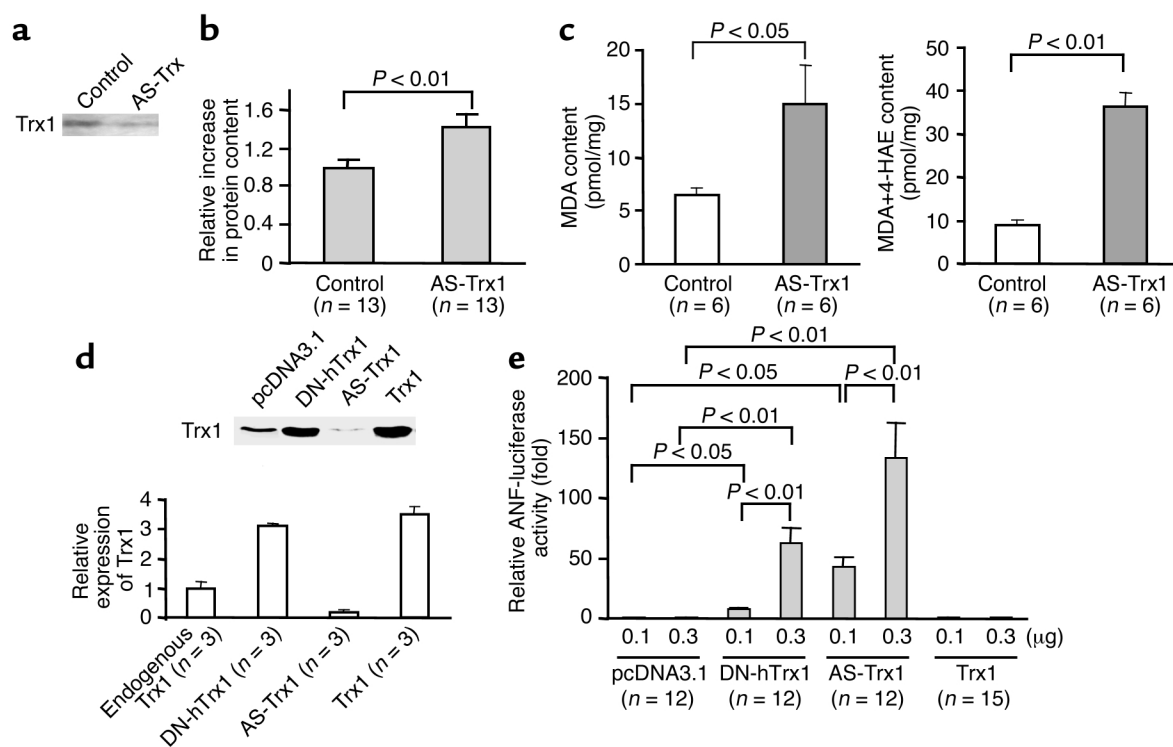 a
Control
AS-Trx
Trx1
b
P < 0.01
Relative increase
in protein content
1.6
1.2
0.8
0.4
0
Control
(n = 13)
AS-Trx1
(n = 13)
c
P < 0.05
MDA content
(pmol/mg)
20
15
10
5
0
Control
(n = 6)
AS-Trx1
(n = 6)
P < 0.01
MDA+4-HAE content
(pmol/mg)
50
40
30
20
10
0
Control
(n = 6)
AS-Trx1
(n = 6)
d
pcDNA3.1
DN-hTrx1
AS-Trx1
Trx1
Trx1
Relative
expression
of Trx1
4
3
2
1
0
Endogenous
Trx1 (n = 3)
DN-hTrx1 (n = 3)
AS-Trx1 (n = 3)
Trx1 (n = 3)
e
P < 0.01
P < 0.05
P < 0.01
P < 0.01
P < 0.05
P < 0.01
Relative ANF-luciferase
activity (fold)
200
150
100
50
0
0.1 0.3 0.1 0.3 0.1 0.3 0.1 0.3 (μg)
pcDNA3.1 DN-hTrx1 AS-Trx1 Trx1
(n = 12) (n = 12) (n = 12) (n = 15)